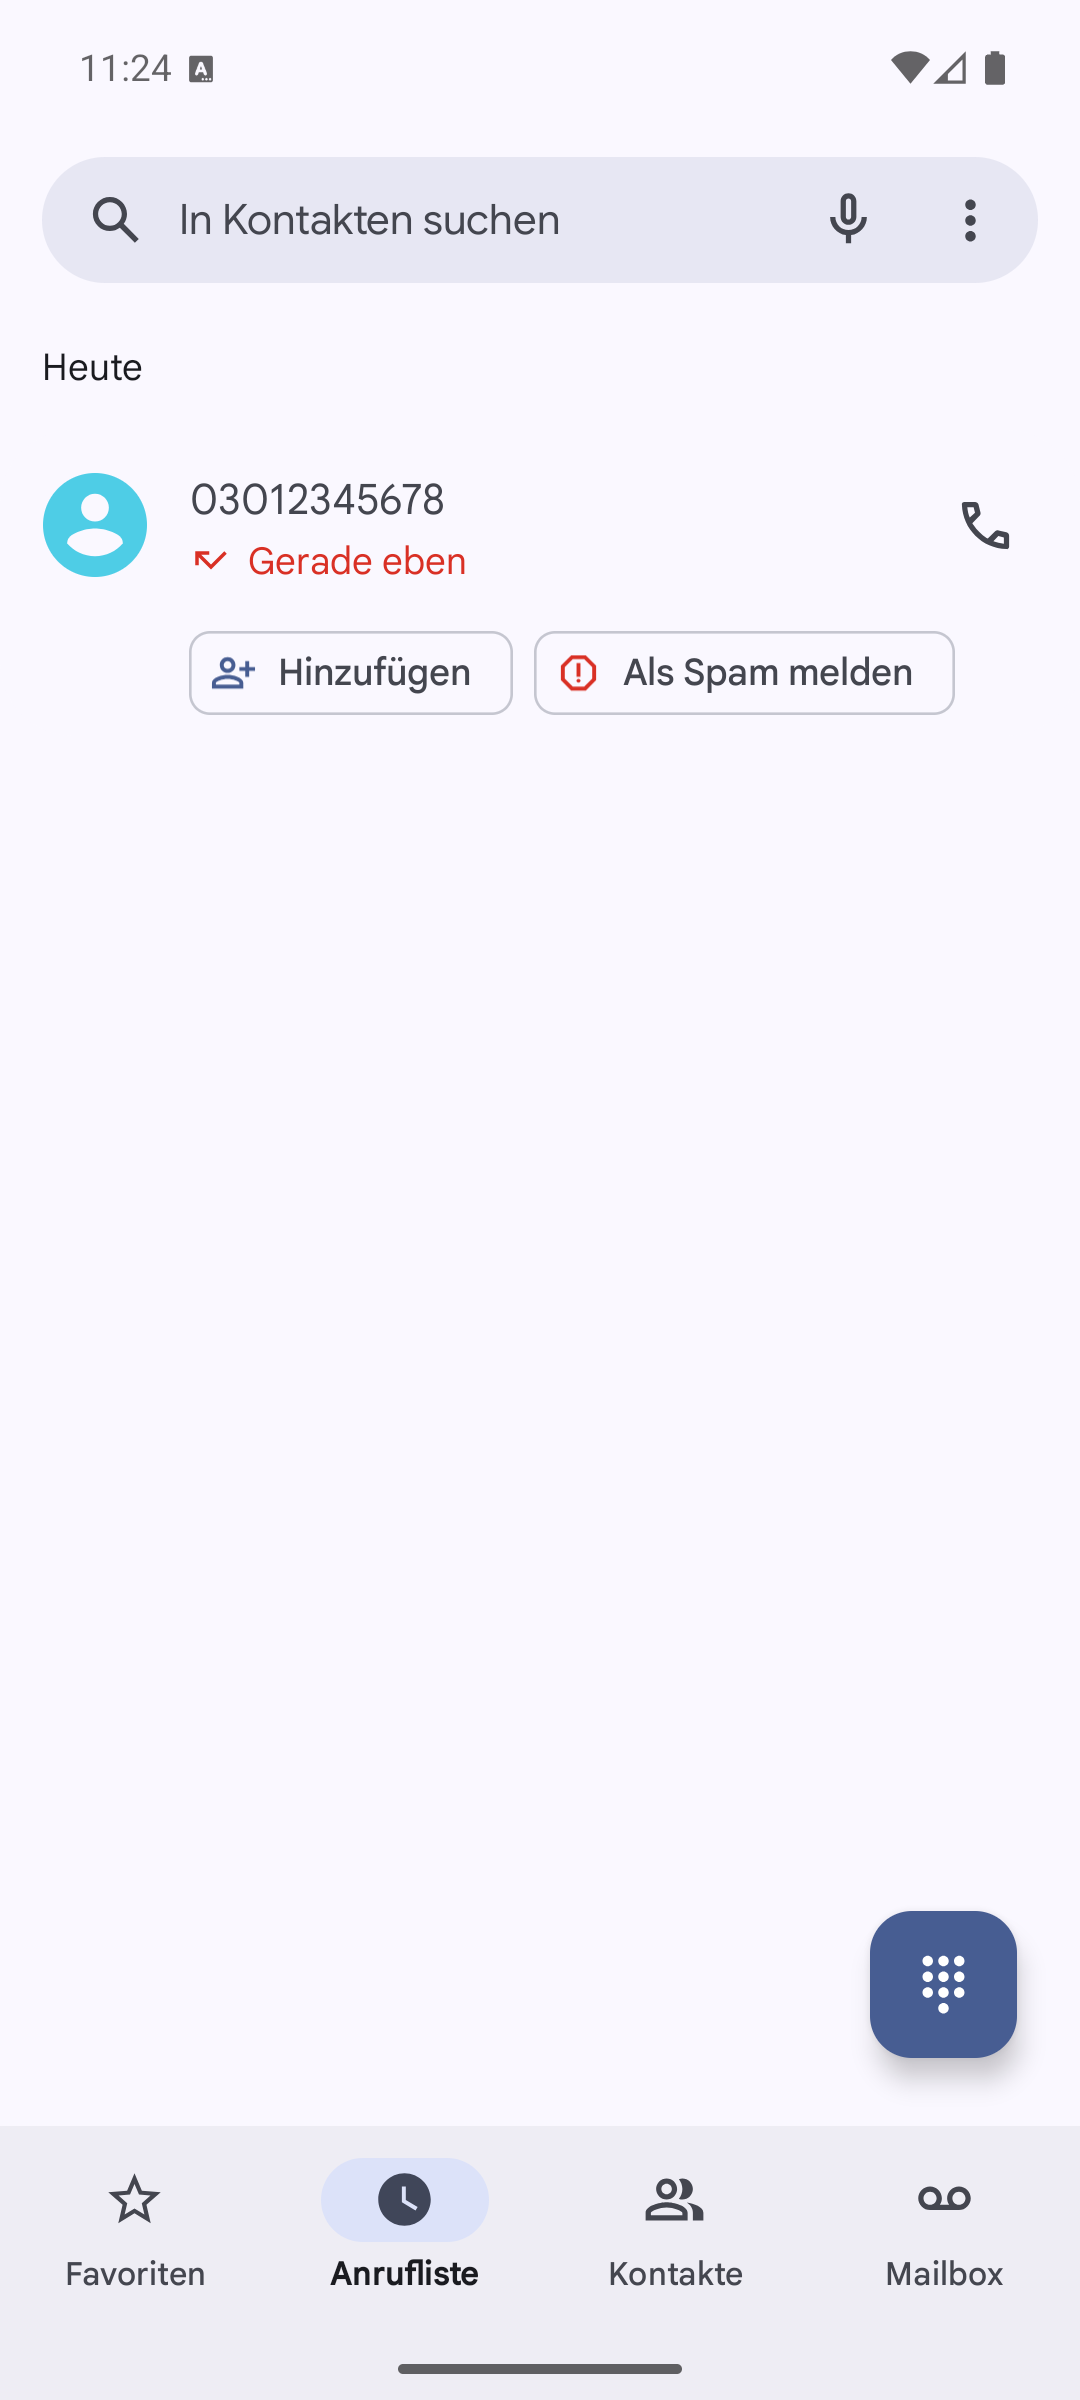 11:24
In Kontakten suchen
Heute
03012345678
Gerade eben
Hinzufügen
Als Spam melden
Favoriten
Anrufliste
Kontakte
Mailbox